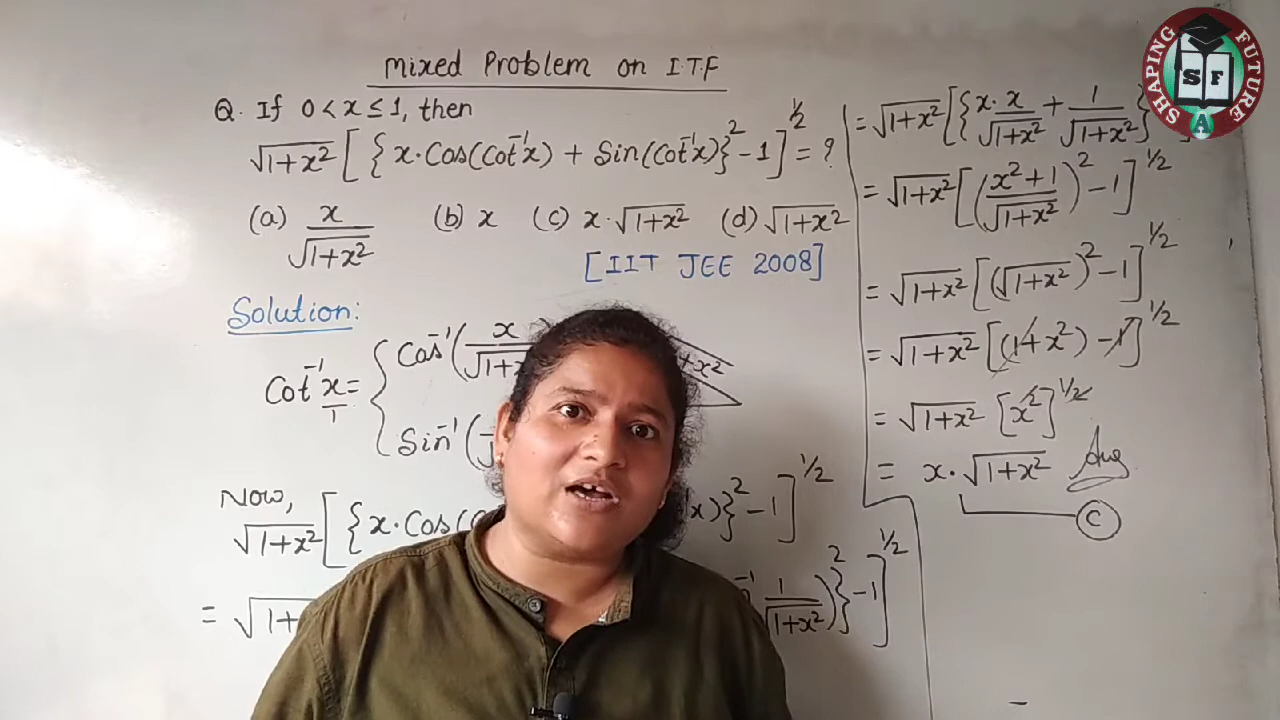 Mixed Problem on I.T.F
Q. If 0 < x ≤ 1, then
√(1+x²) [ { x·Cos(Cot⁻¹x) + Sin(Cot⁻¹x)}² - 1 ]^1/2 = ?
(a) x/√(1+x²) (b) x (c) x·√(1+x²) (d) √(1+x²)
[IIT JEE 2008]
Solution:
Cot⁻¹ x/1 = { Cos⁻¹ ( x/√(1+x
Sin⁻¹ (
+x²
Now,
√(1+x²) [ { x·Cos( x)}² - 1 ]^1/2
= √(1+ 1/√(1+x²) )}² - 1 ]^1/2
= √(1+x²) [ { x· x/√(1+x²) + 1/√(1+x²) }
= √(1+x²) [ ( (x²+1)/√(1+x²) )² - 1 ]^1/2
= √(1+x²) [ (√(1+x²))² - 1 ]^1/2
= √(1+x²) [ (1+x²) - 1 ]^1/2
= √(1+x²) [x²]^1/2
= x·√(1+x²) Ans
(c)
SHAPING FUTURE
S F
A